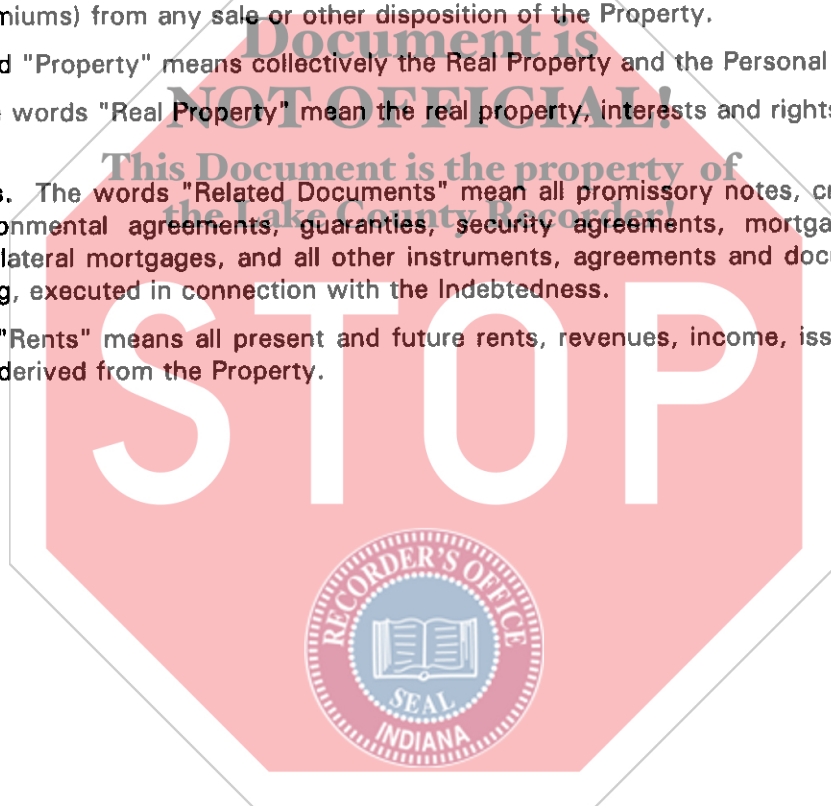 miums) from any sale or other disposition of the Property.
Document is
d "Property" means collectively the Real Property and the Personal
NOT OFFICIAL!
words "Real Property" mean the real property, interests and rights
This Document is the property of
s. The words "Related Documents" mean all promissory notes, c
the Lake County Recorder!
onmental agreements, guaranties, security agreements, mortga
lateral mortgages, and all other instruments, agreements and docu
g, executed in connection with the Indebtedness.
"Rents" means all present and future rents, revenues, income, iss
derived from the Property.
STOP
RECORDER'S OFFICE
SEAL
INDIANA